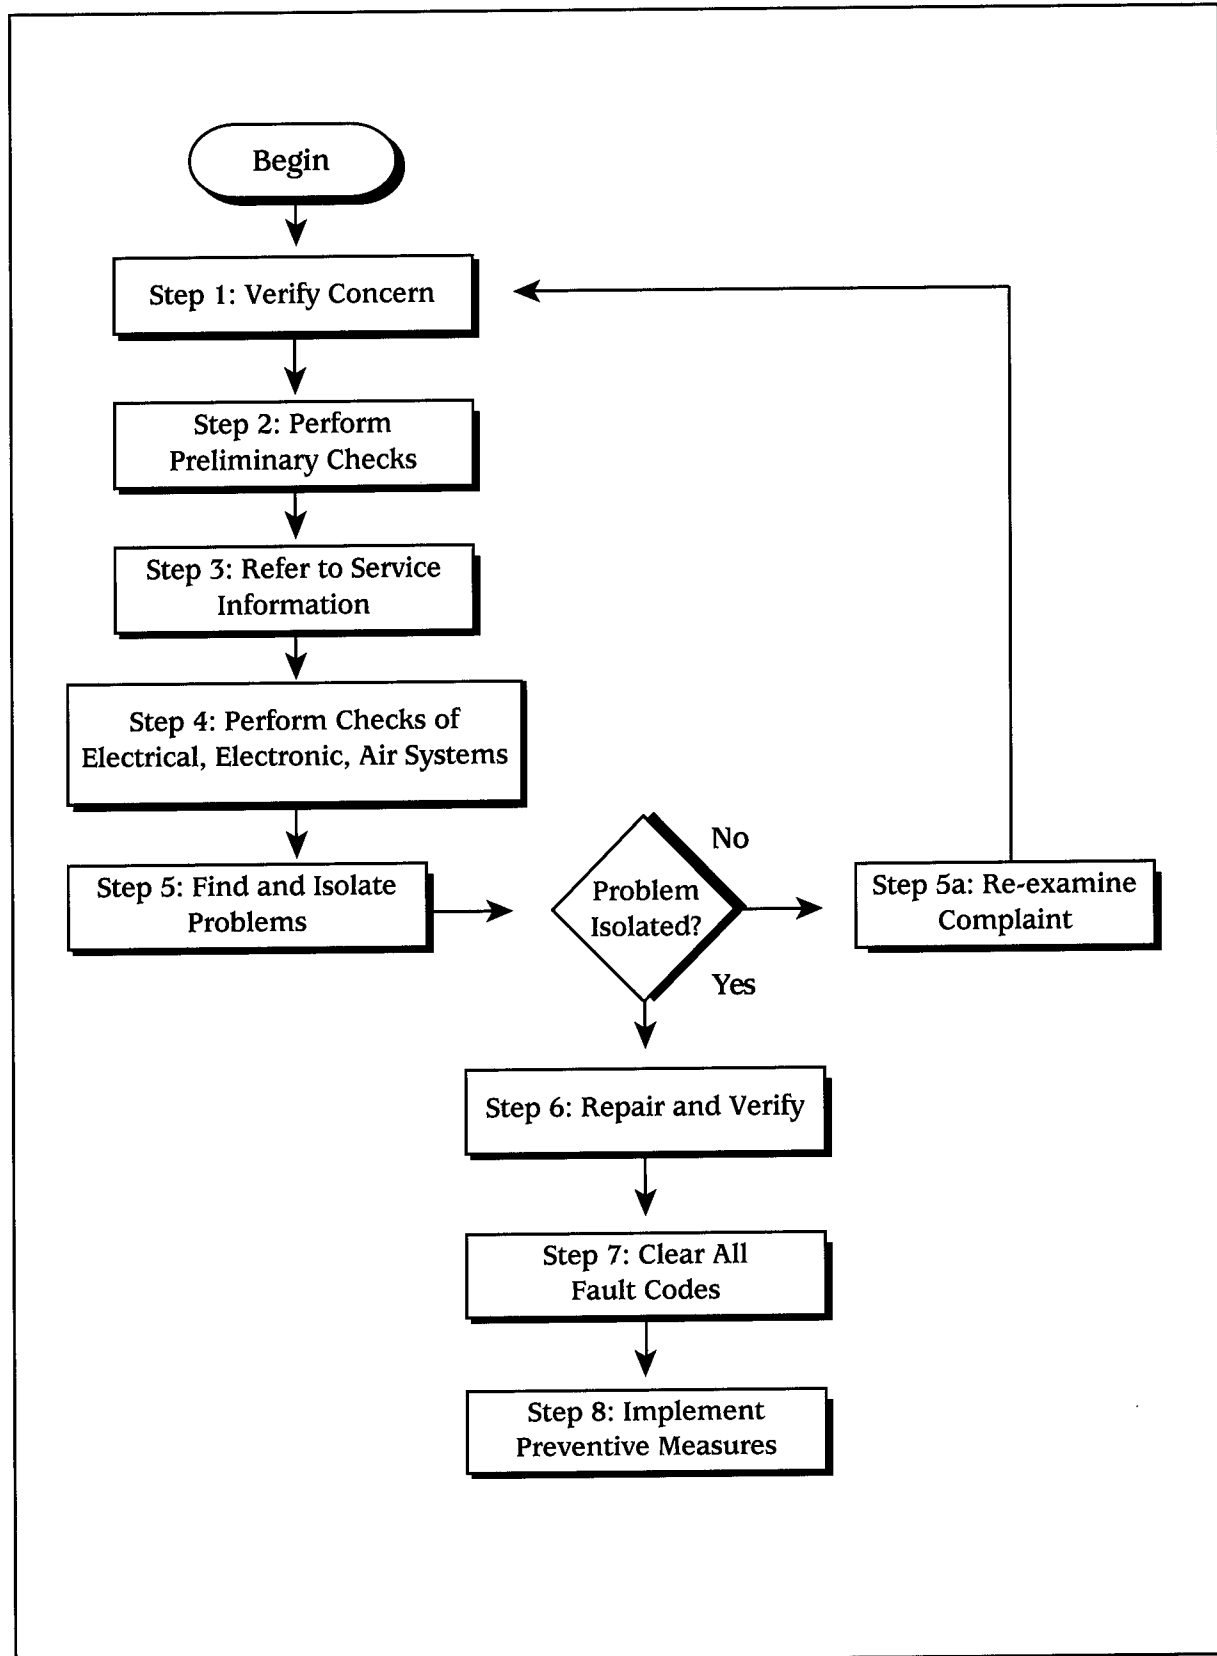 Begin
Step 1: Verify Concern
Step 2: Perform
Preliminary Checks
Step 3: Refer to Service
Information
Step 4: Perform Checks of
Electrical, Electronic, Air Systems
Step 5: Find and Isolate
Problems
Problem
Isolated?
No
Yes
Step 5a: Re-examine
Complaint
Step 6: Repair and Verify
Step 7: Clear All
Fault Codes
Step 8: Implement
Preventive Measures